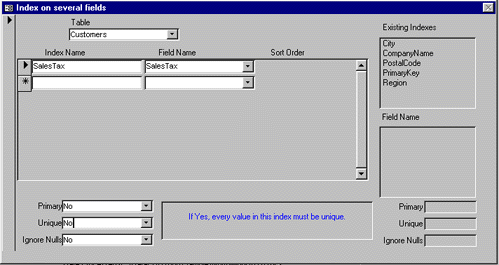 Index on several fields
Table
Customers
Existing Indexes
Index Name Field Name Sort Order
City
CompanyName
PostalCode
PrimaryKey
Region
SalesTax SalesTax
Field Name
Primary No
Unique No
Ignore Nulls No
If Yes, every value in this index must be unique.
Primary
Unique
Ignore Nulls